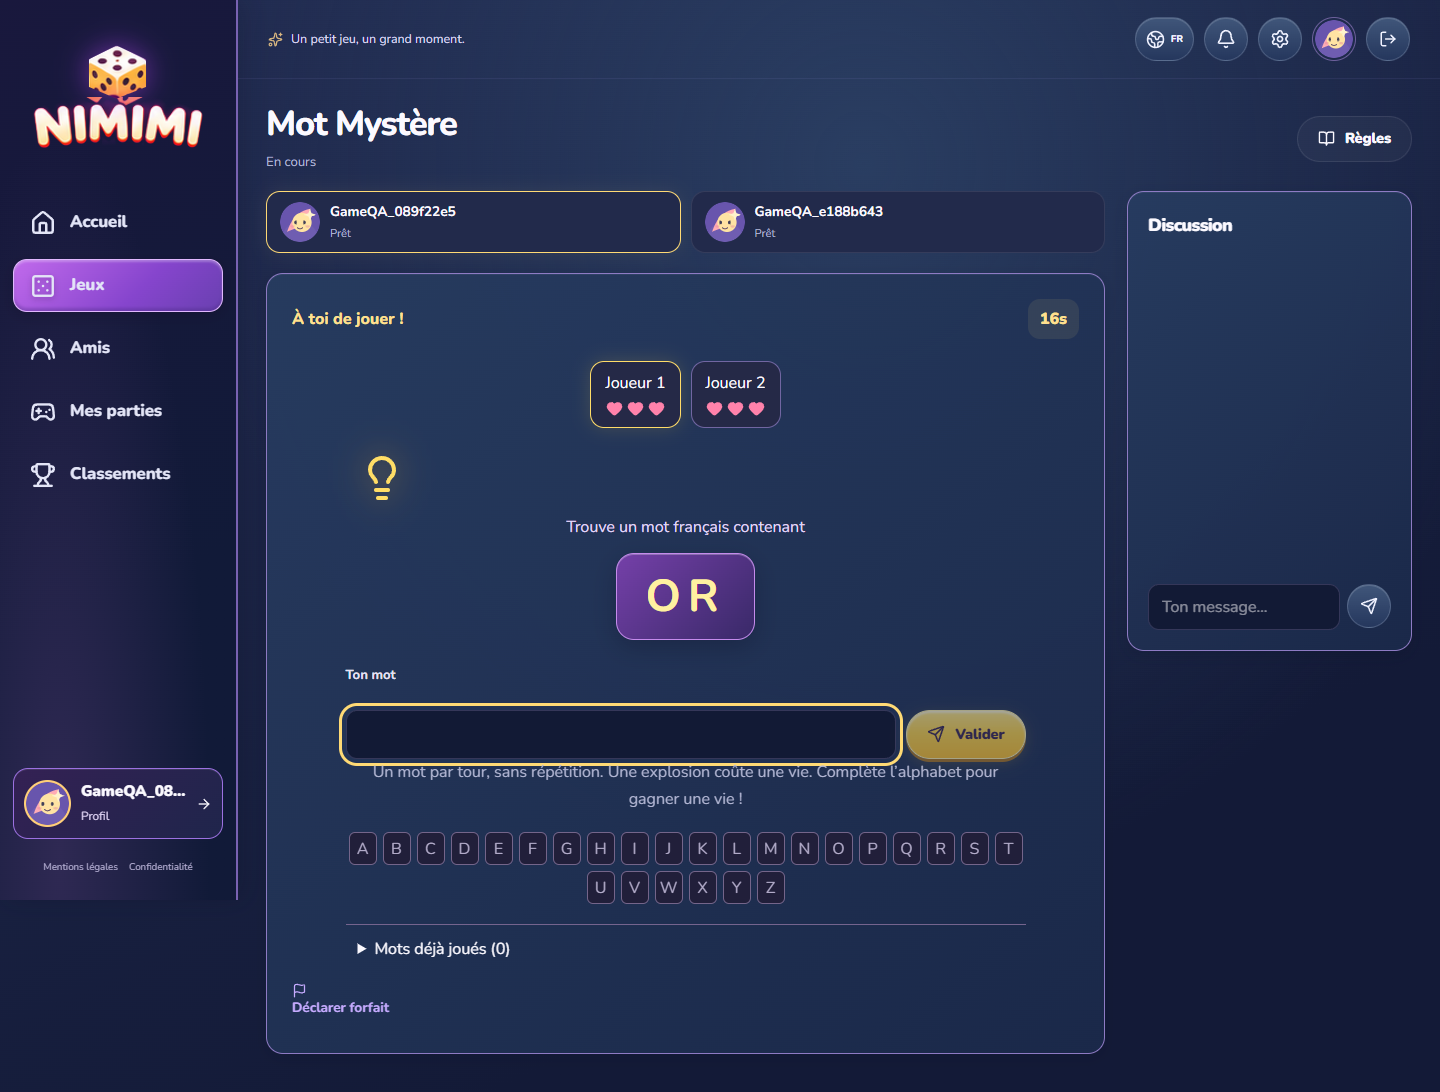 NIMIMI
Accueil
Jeux
Amis
Mes parties
Classements
GameQA_08...
Profil
Mentions légales Confidentialité
Un petit jeu, un grand moment.
FR
Mot Mystère
En cours
Règles
GameQA_089f22e5
Prêt
GameQA_e188b643
Prêt
À toi de jouer !
16s
Joueur 1
Joueur 2
Trouve un mot français contenant
OR
Ton mot
Valider
Un mot par tour, sans répétition. Une explosion coûte une vie. Complète l'alphabet pour
gagner une vie !
A B C D E F G H I J K L M N O P Q R S T
U V W X Y Z
Mots déjà joués (0)
Déclarer forfait
Discussion
Ton message...